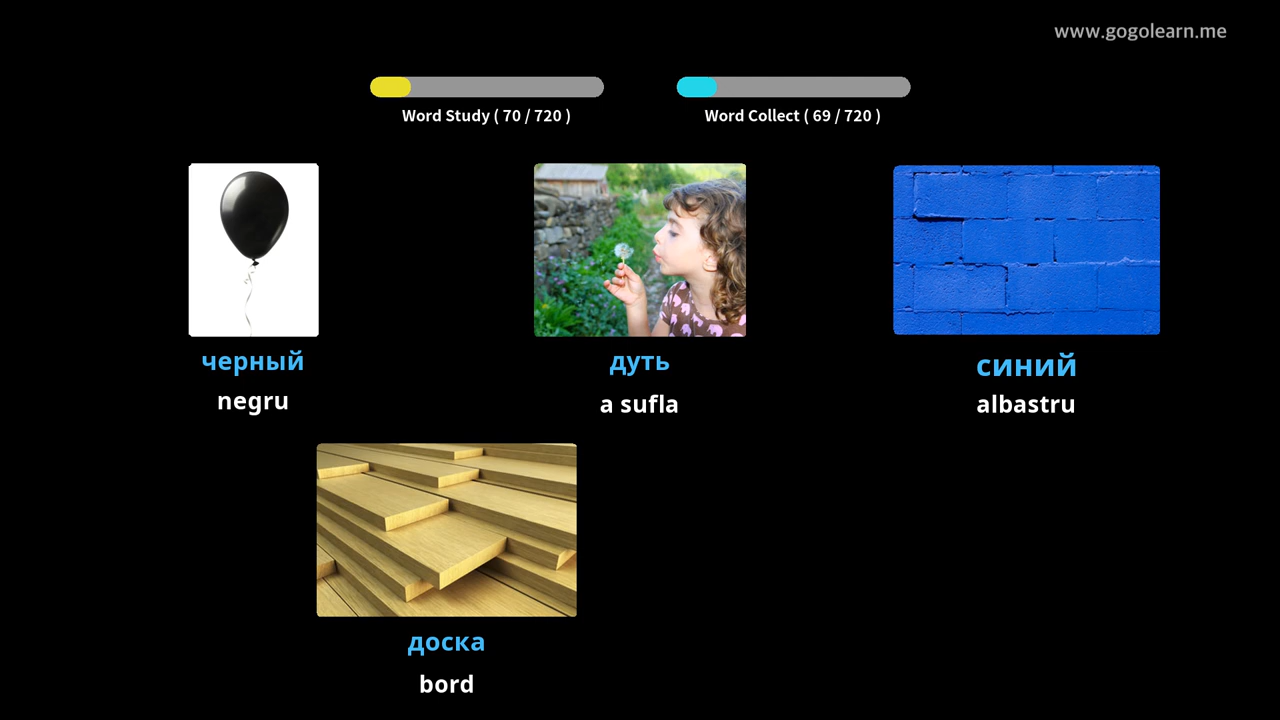 www.gogolearn.me
Word Study ( 70 / 720 )
Word Collect ( 69 / 720 )
черный
negru
дуть
a sufla
синий
albastru
доска
bord